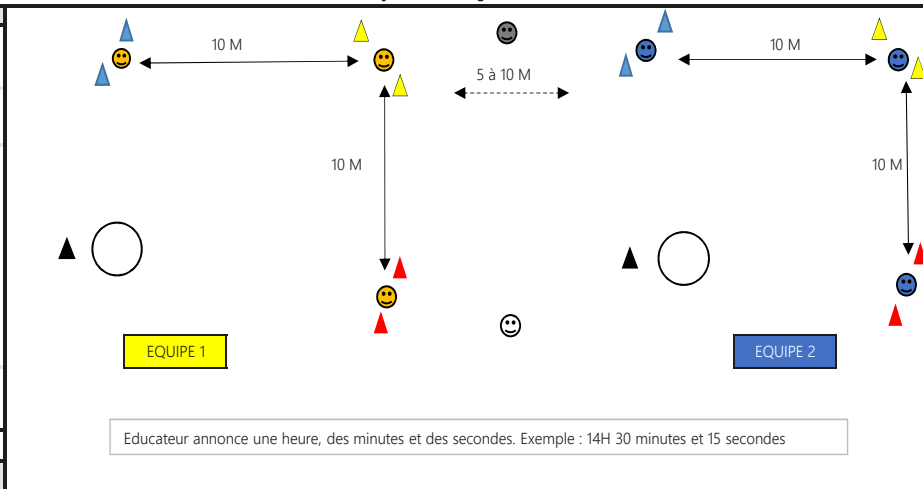 10 M
10 M
5 à 10 M
10 M
10 M
EQUIPE 1
EQUIPE 2
Educateur annonce une heure, des minutes et des secondes. Exemple : 14H 30 minutes et 15 secondes